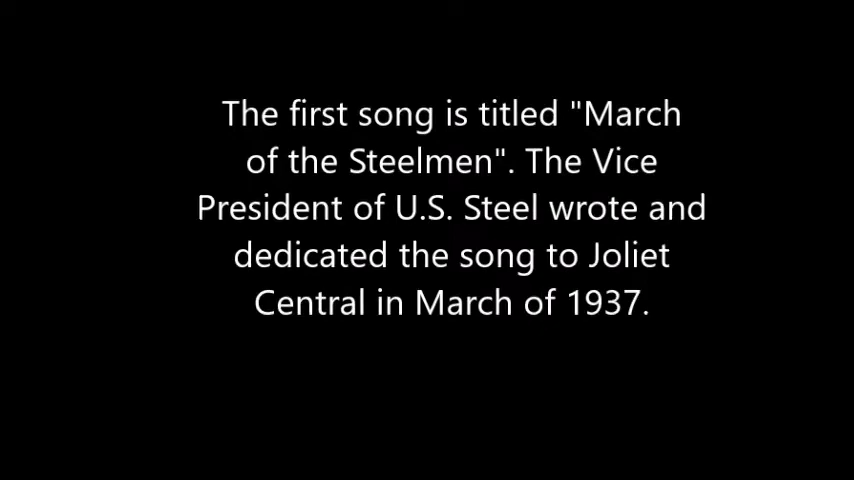 The first song is titled "March
of the Steelmen". The Vice
President of U.S. Steel wrote and
dedicated the song to Joliet
Central in March of 1937.